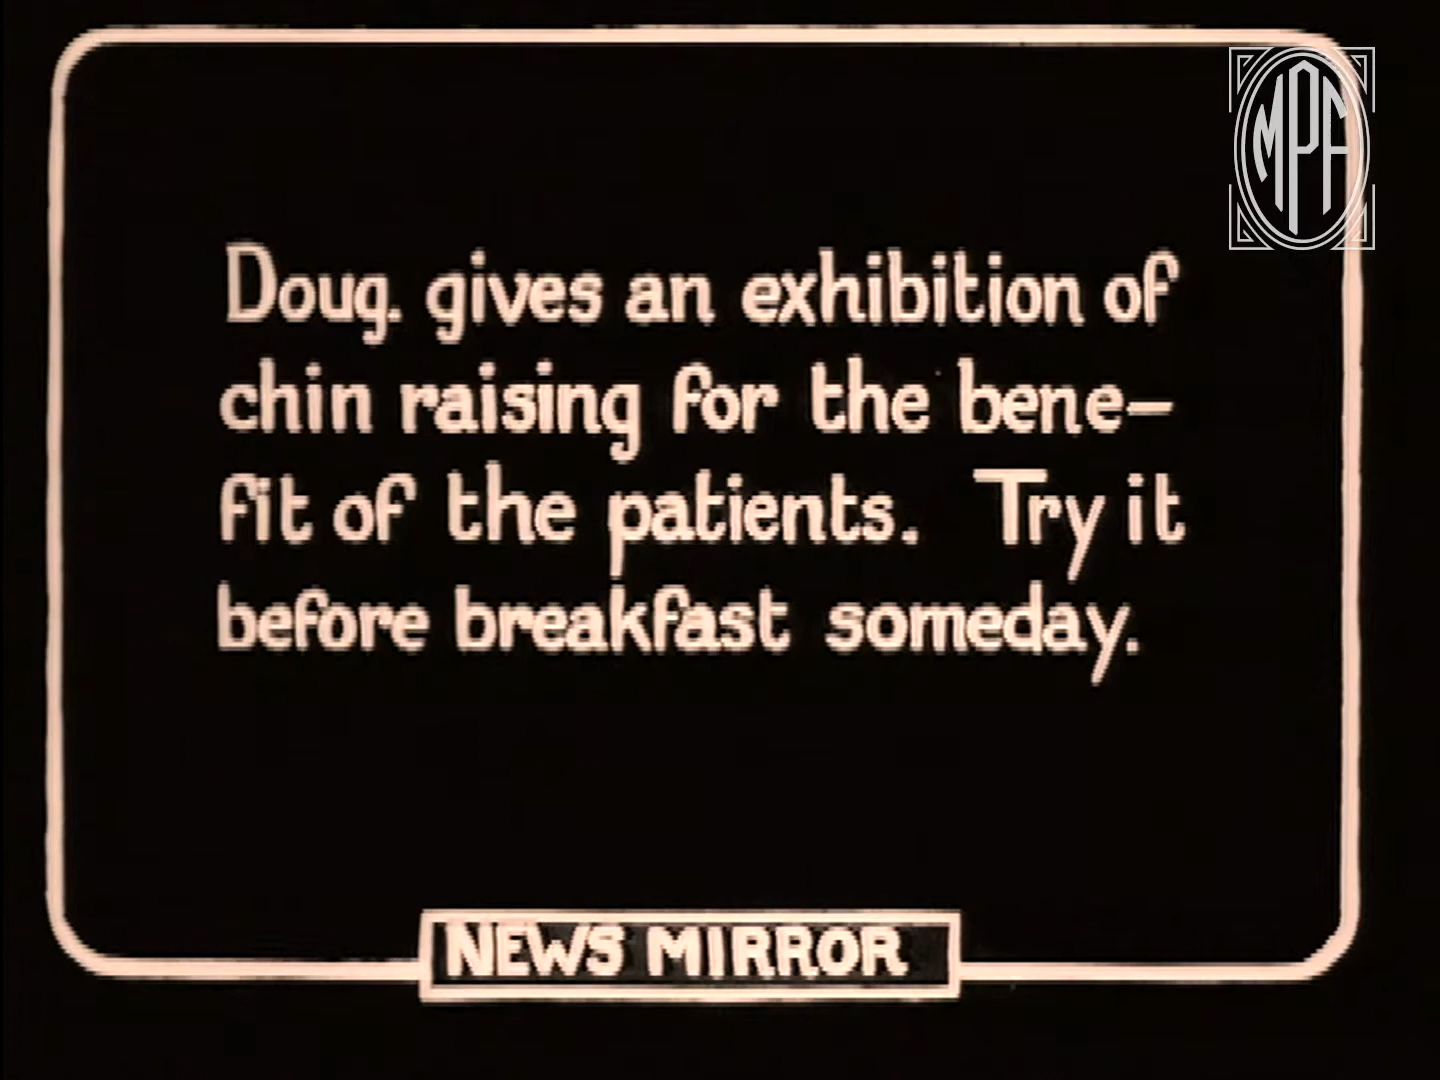 MPF
Doug. gives an exhibition of
chin raising for the bene-
fit of the patients. Try it
before breakfast someday.
NEWS MIRROR